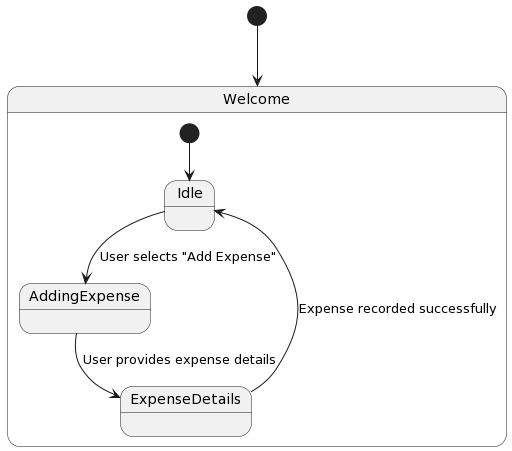 Welcome
Idle
User selects "Add Expense"
AddingExpense
Expense recorded successfully
User provides expense details
ExpenseDetails